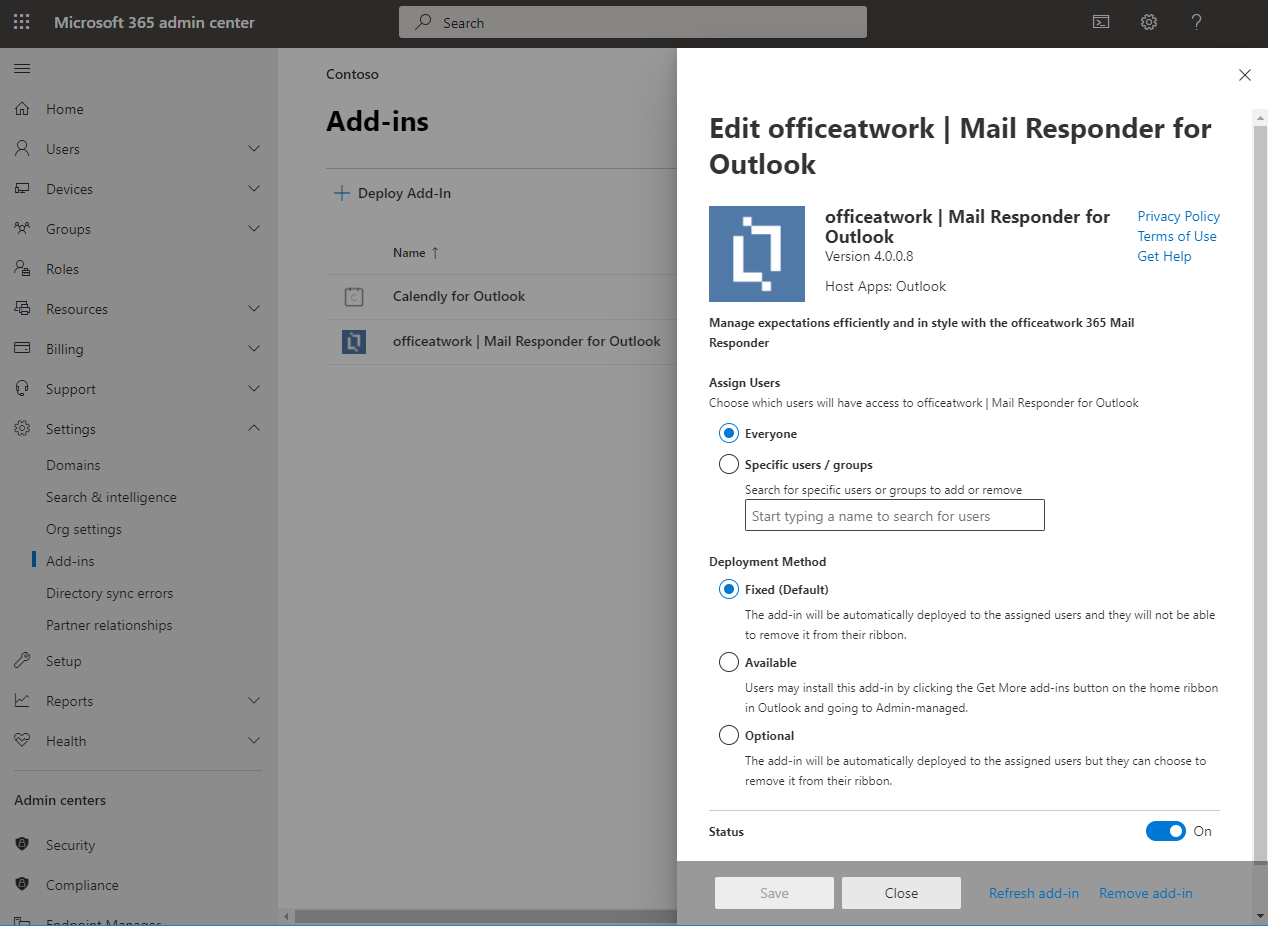 Microsoft 365 admin center
Search
?
Home
Users
Devices
Groups
Roles
Resources
Billing
Support
Settings
Domains
Search & intelligence
Org settings
Add-ins
Directory sync errors
Partner relationships
Setup
Reports
Health
Admin centers
Security
Compliance
Endpoint Manager
Contoso
Add-ins
Deploy Add-In
Name ↑
Calendly for Outlook
officeatwork | Mail Responder for Outlook
Edit officeatwork | Mail Responder for
Outlook
officeatwork | Mail Responder for
Outlook
Version 4.0.0.8
Host Apps: Outlook
Privacy Policy
Terms of Use
Get Help
Manage expectations efficiently and in style with the officeatwork 365 Mail
Responder
Assign Users
Choose which users will have access to officeatwork | Mail Responder for Outlook
Everyone
Specific users / groups
Search for specific users or groups to add or remove
Start typing a name to search for users
Deployment Method
Fixed (Default)
The add-in will be automatically deployed to the assigned users and they will not be able
to remove it from their ribbon.
Available
Users may install this add-in by clicking the Get More add-ins button on the home ribbon
in Outlook and going to Admin-managed.
Optional
The add-in will be automatically deployed to the assigned users but they can choose to
remove it from their ribbon.
Status
On
Save
Close
Refresh add-in
Remove add-in